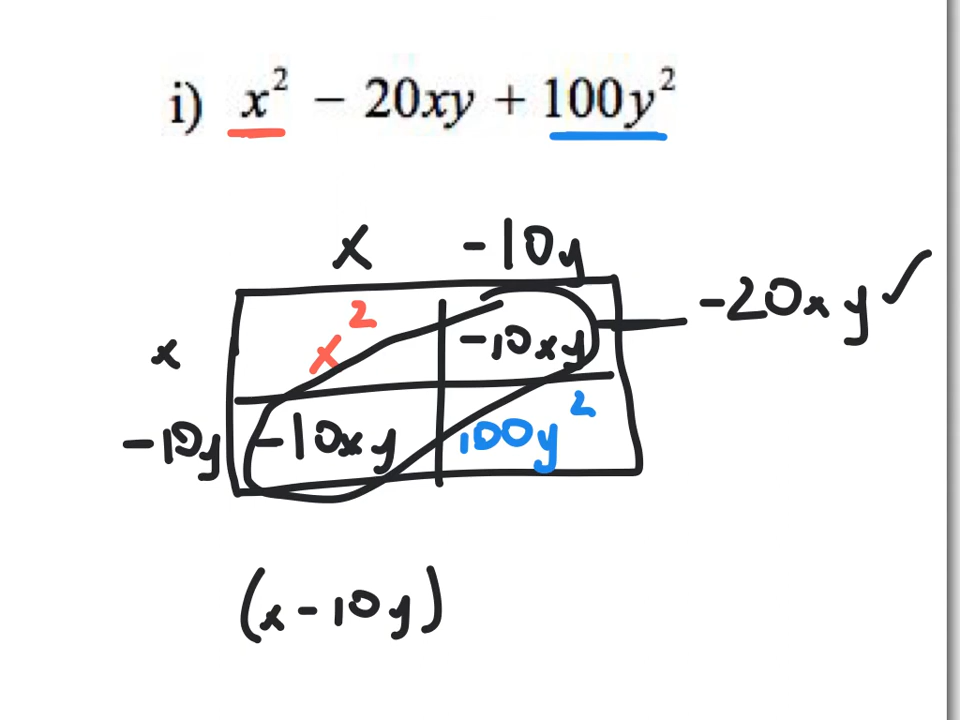 i) x² − 20xy + 100y²
x -10y
x x² -10xy -20xy ✓
-10y -10xy 100y²
(x-10y)